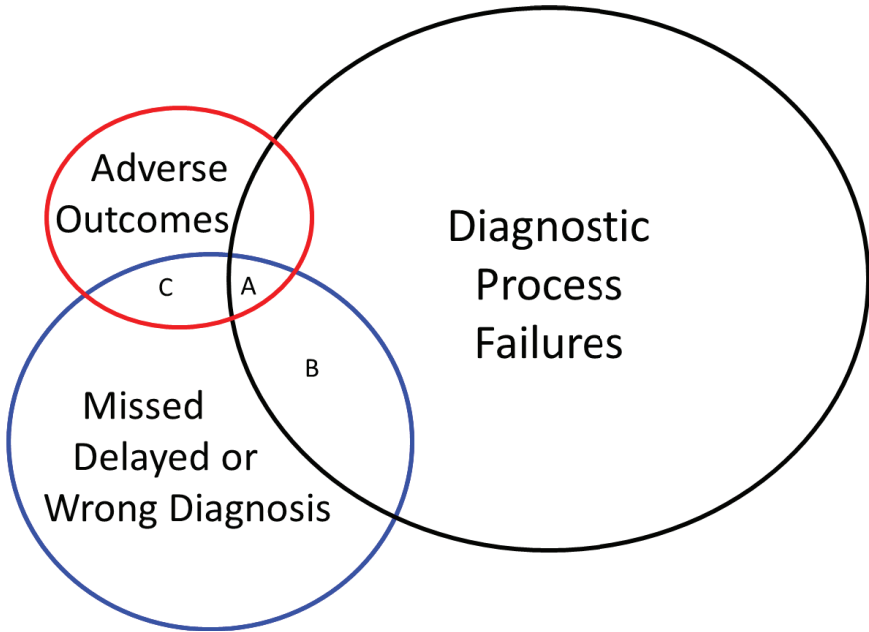 Adverse
Outcomes
Diagnostic
Process
Failures
C
A
B
Missed
Delayed or
Wrong Diagnosis